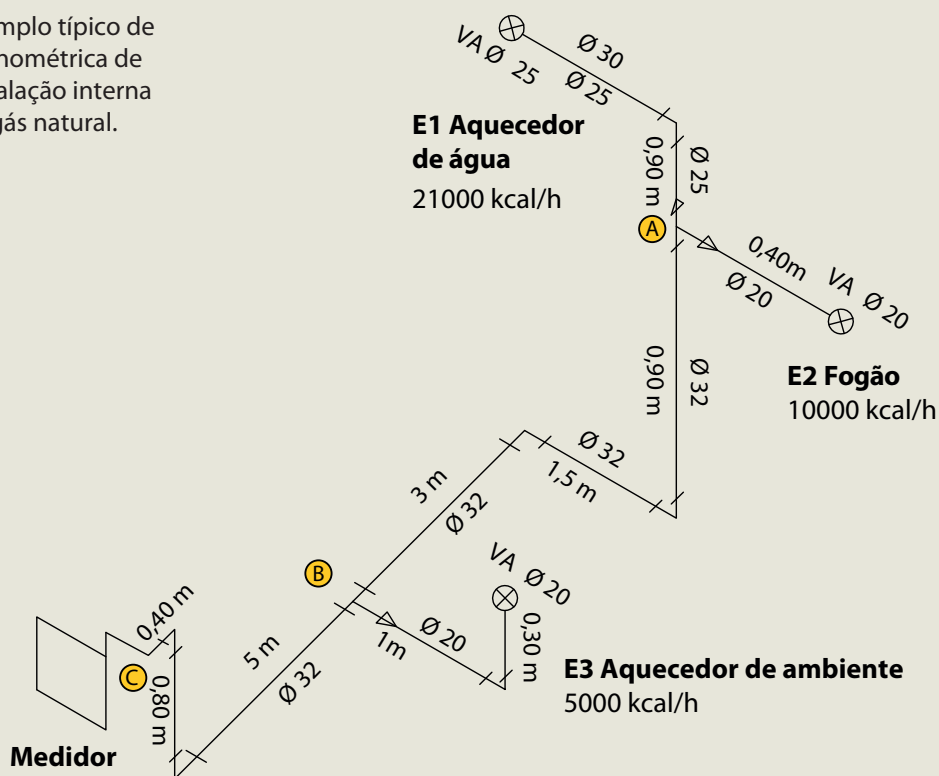 mplo típico de
nométrica de
alação interna
gás natural.
VA Ø 25
Ø 30
Ø 25
E1 Aquecedor
de água
21000 kcal/h
0,90 m
Ø 25
A
0,40m
Ø 20
VA Ø 20
E2 Fogão
10000 kcal/h
0,90 m
Ø 32
Ø 32
1,5 m
3 m
Ø 32
B
VA Ø 20
Ø 20
1m
0,30 m
E3 Aquecedor de ambiente
5000 kcal/h
5 m
Ø 32
0,40 m
C
0,80 m
Medidor